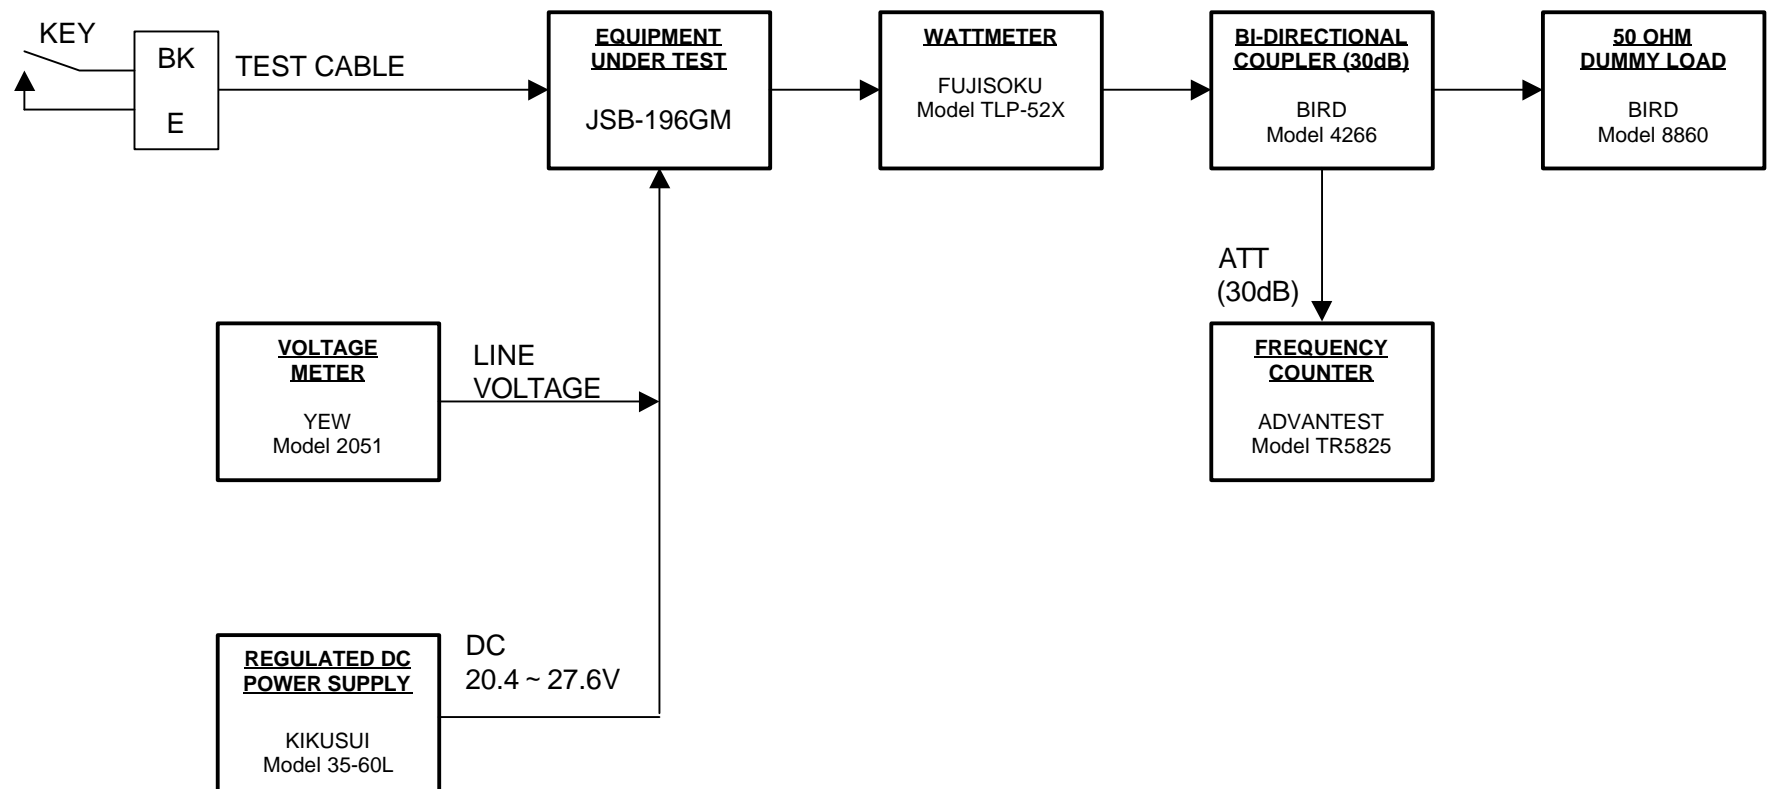 KEY
BK
E
TEST CABLE
EQUIPMENT
UNDER TEST
JSB-196GM
WATTMETER
FUJISOKU
Model TLP-52X
BI-DIRECTIONAL
COUPLER (30dB)
BIRD
Model 4266
50 OHM
DUMMY LOAD
BIRD
Model 8860
ATT
(30dB)
VOLTAGE
METER
YEW
Model 2051
LINE
VOLTAGE
FREQUENCY
COUNTER
ADVANTEST
Model TR5825
REGULATED DC
POWER SUPPLY
KIKUSUI
Model 35-60L
DC
20.4 ~ 27.6V